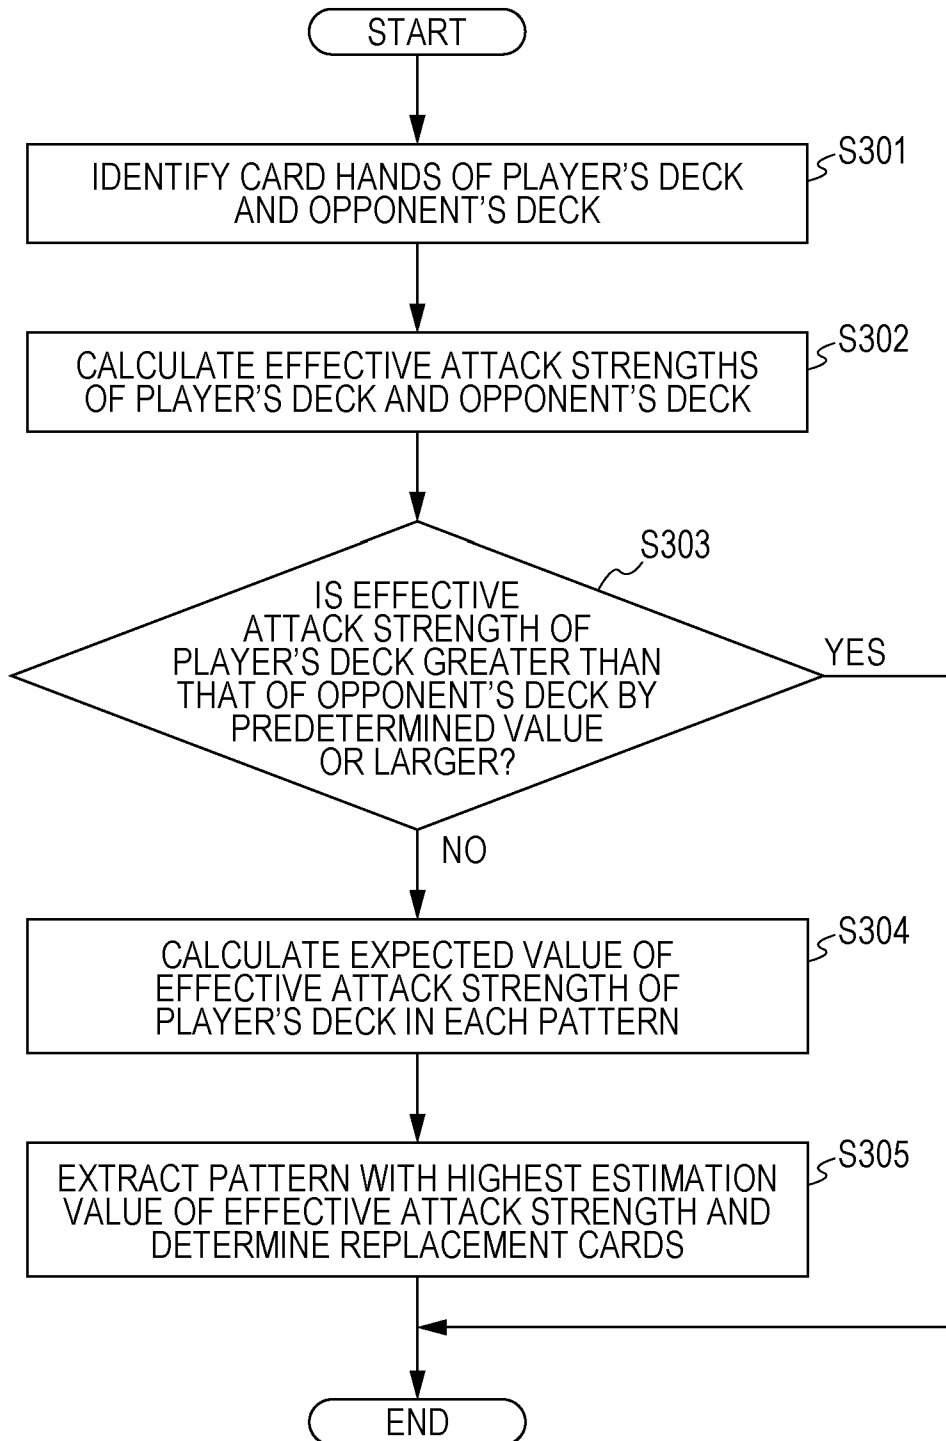 START
S301
IDENTIFY CARD HANDS OF PLAYER'S DECK
AND OPPONENT'S DECK
S302
CALCULATE EFFECTIVE ATTACK STRENGTHS
OF PLAYER'S DECK AND OPPONENT'S DECK
S303
IS EFFECTIVE
ATTACK STRENGTH OF
PLAYER'S DECK GREATER THAN
THAT OF OPPONENT'S DECK BY
PREDETERMINED VALUE
OR LARGER?
YES
NO
S304
CALCULATE EXPECTED VALUE OF
EFFECTIVE ATTACK STRENGTH OF
PLAYER'S DECK IN EACH PATTERN
S305
EXTRACT PATTERN WITH HIGHEST ESTIMATION
VALUE OF EFFECTIVE ATTACK STRENGTH AND
DETERMINE REPLACEMENT CARDS
END